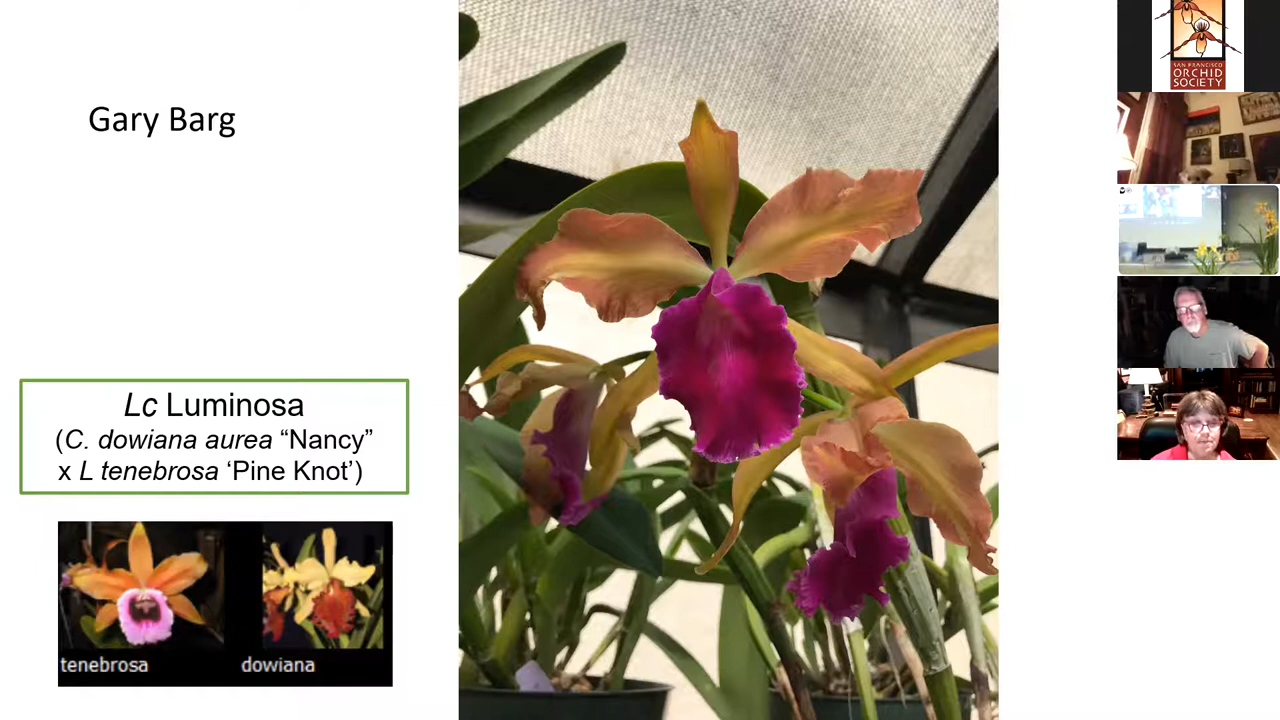 Gary Barg
Lc Luminosa
(C. dowiana aurea “Nancy”
x L tenebrosa ‘Pine Knot’)
tenebrosa
dowiana
SAN FRANCISCO
ORCHID
SOCIETY